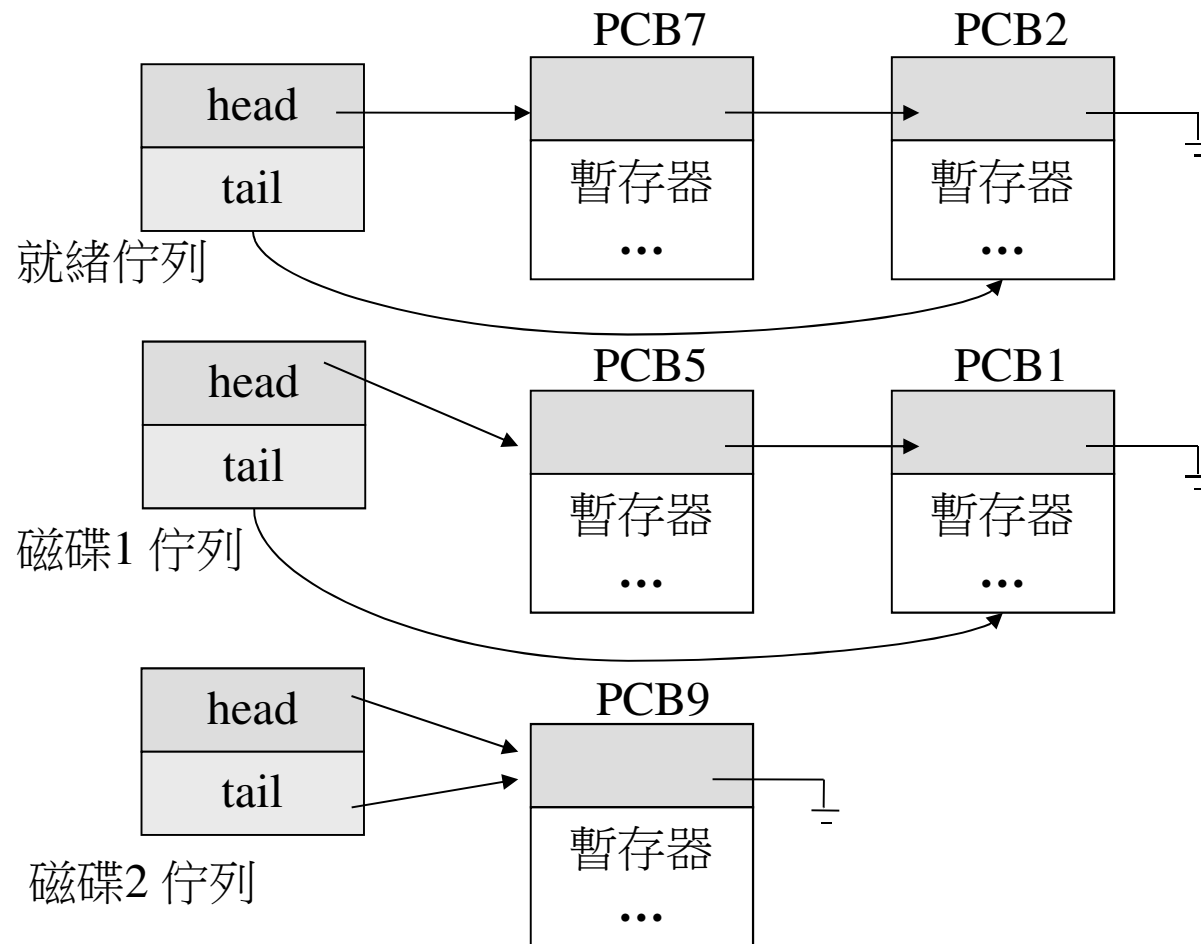 PCB7
PCB2
head
tail
暫存器
...
暫存器
...
就緒佇列
PCB5
PCB1
head
tail
暫存器
...
暫存器
...
磁碟1 佇列
PCB9
head
tail
暫存器
...
磁碟2 佇列